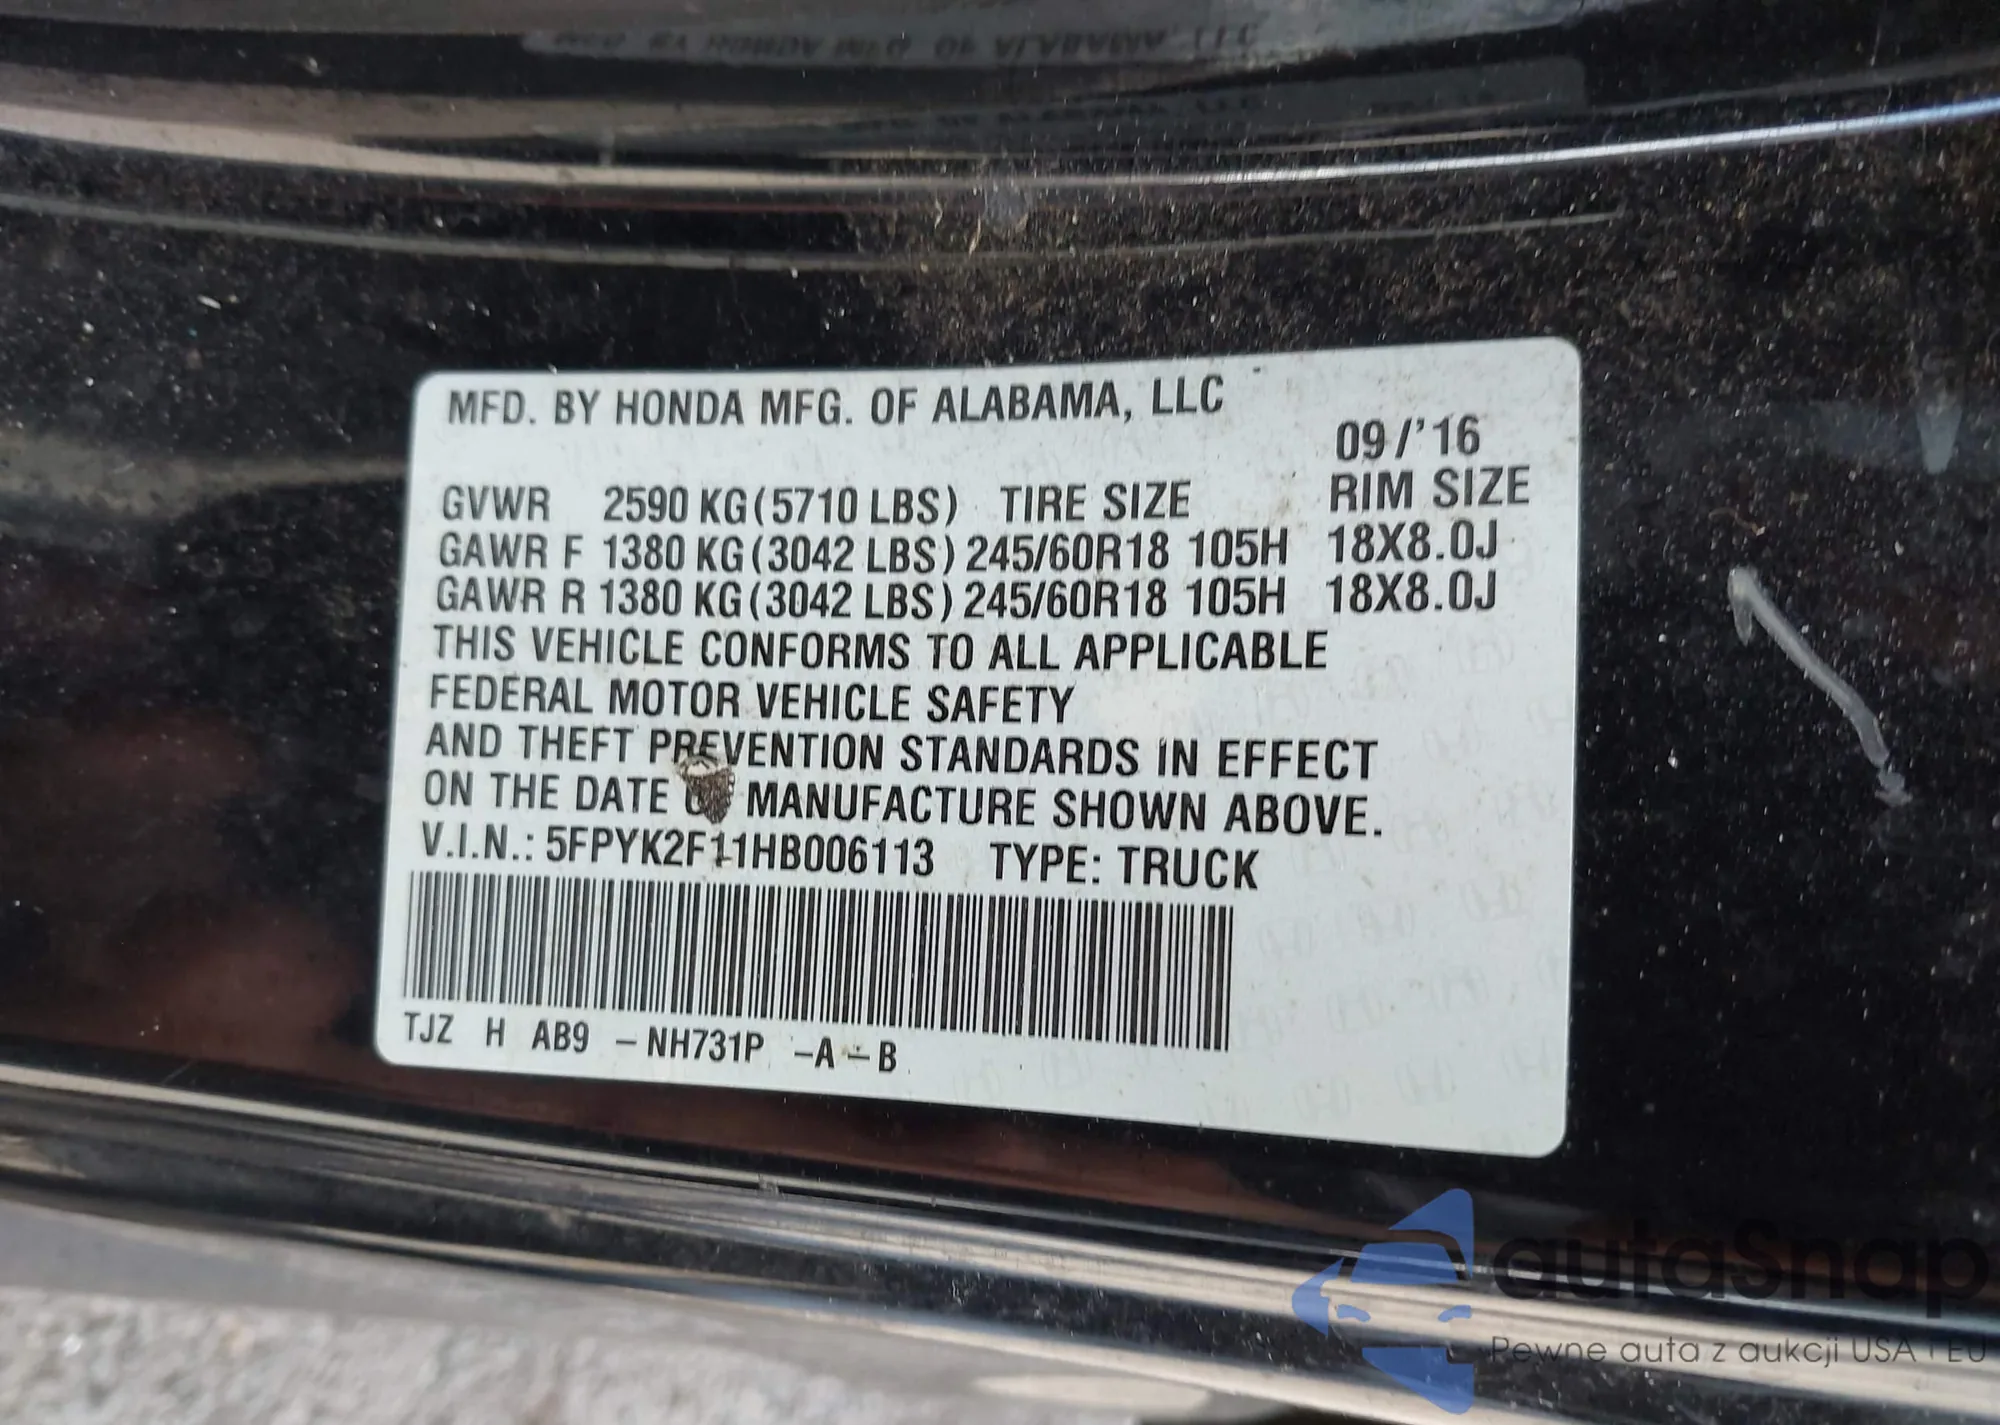 MFD. BY HONDA MFG. OF ALABAMA, LLC
09/'16
GVWR 2590 KG(5710 LBS) TIRE SIZE RIM SIZE
GAWR F 1380 KG(3042 LBS) 245/60R18 105H 18X8.0J
GAWR R 1380 KG(3042 LBS) 245/60R18 105H 18X8.0J
THIS VEHICLE CONFORMS TO ALL APPLICABLE
FEDERAL MOTOR VEHICLE SAFETY
AND THEFT PREVENTION STANDARDS IN EFFECT
ON THE DATE OF MANUFACTURE SHOWN ABOVE.
V.I.N.: 5FPYK2F11HB006113 TYPE: TRUCK
TJZ H AB9 -NH731P -A -B
autaSnap
Pewne auta z aukcji USA i EU